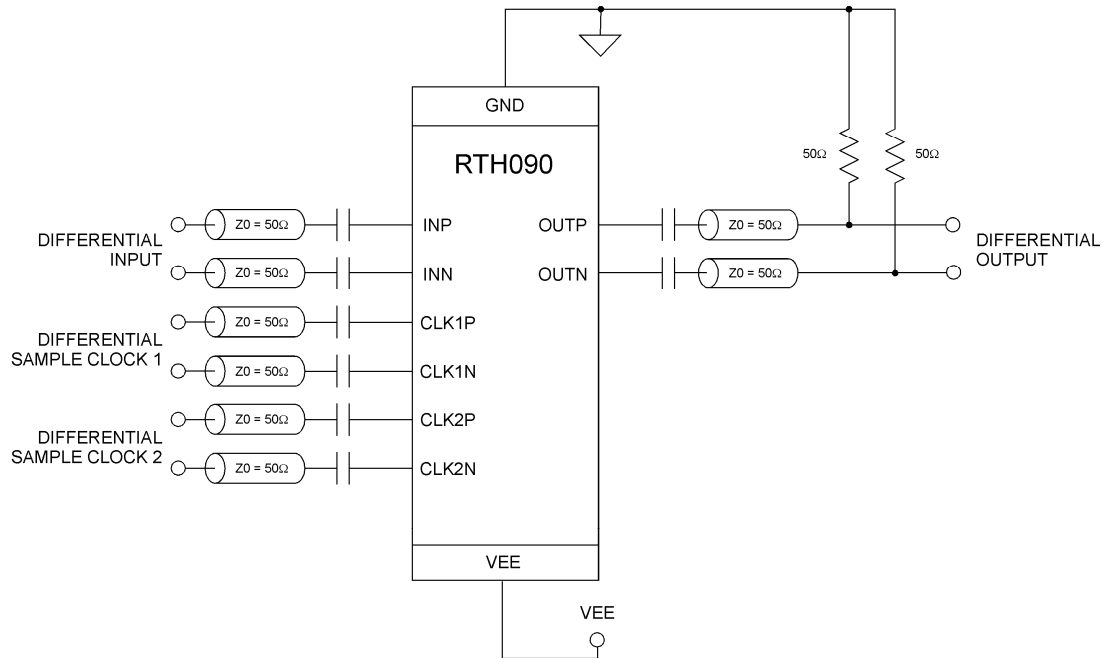 GND
RTH090
50Ω
50Ω
DIFFERENTIAL
INPUT
Z0 = 50Ω
INP
OUTP
Z0 = 50Ω
DIFFERENTIAL
OUTPUT
Z0 = 50Ω
INN
OUTN
Z0 = 50Ω
DIFFERENTIAL
SAMPLE CLOCK 1
Z0 = 50Ω
CLK1P
Z0 = 50Ω
CLK1N
DIFFERENTIAL
SAMPLE CLOCK 2
Z0 = 50Ω
CLK2P
Z0 = 50Ω
CLK2N
VEE
VEE